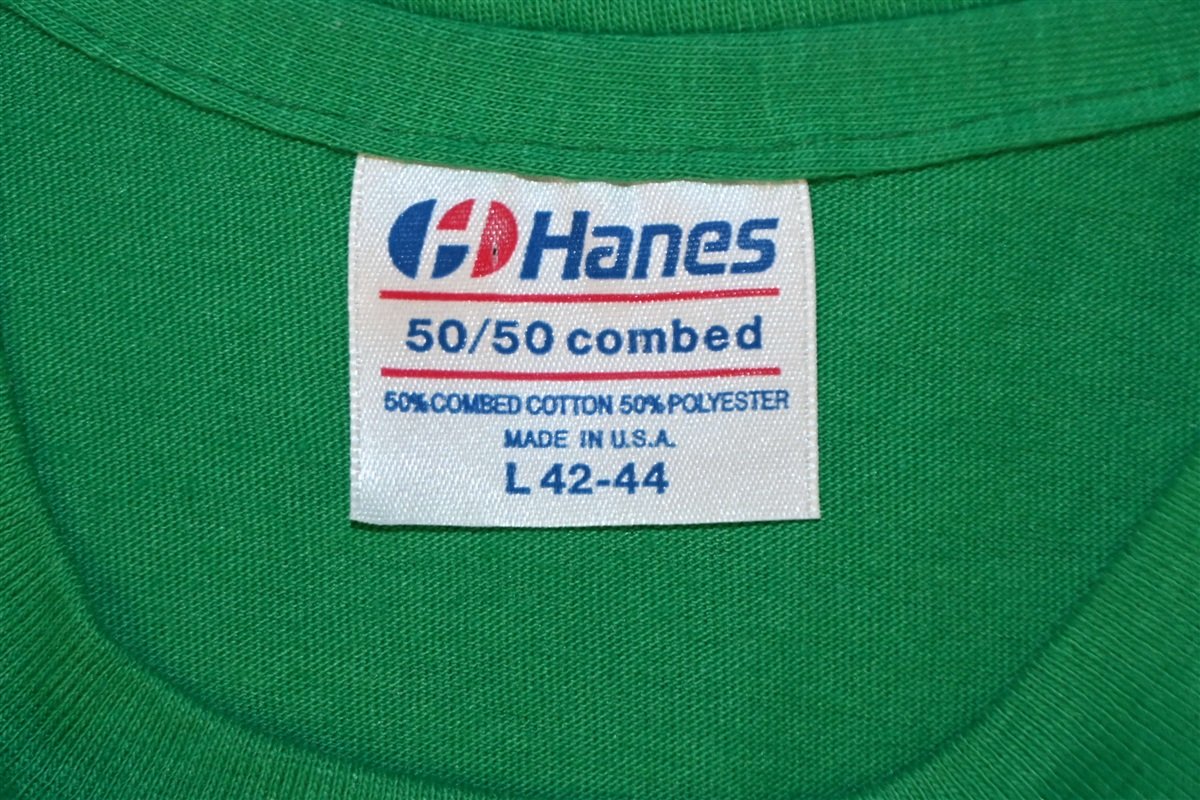 Hanes
50/50 combed
50% COMBED COTTON 50% POLYESTER
MADE IN U.S.A.
L 42-44